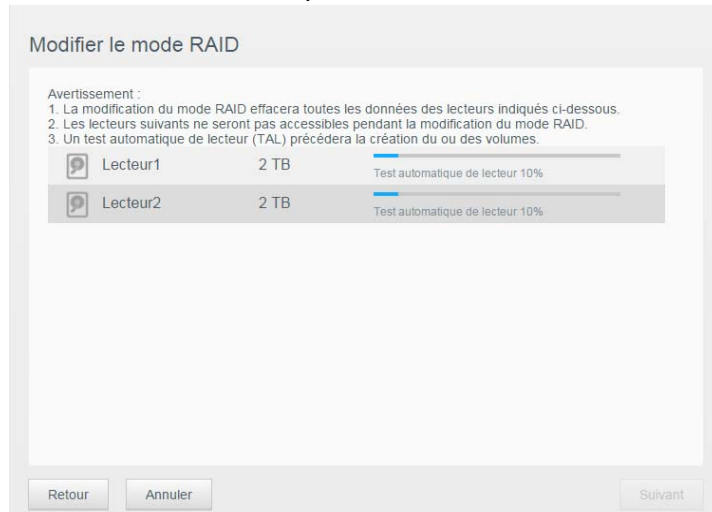 Modifier le mode RAID
Avertissement :
1. La modification du mode RAID effacera toutes les données des lecteurs indiqués ci-dessous.
2. Les lecteurs suivants ne seront pas accessibles pendant la modification du mode RAID.
3. Un test automatique de lecteur (TAL) précédera la création du ou des volumes.
Lecteur1 2 TB Test automatique de lecteur 10%
Lecteur2 2 TB Test automatique de lecteur 10%
Retour Annuler Suivant